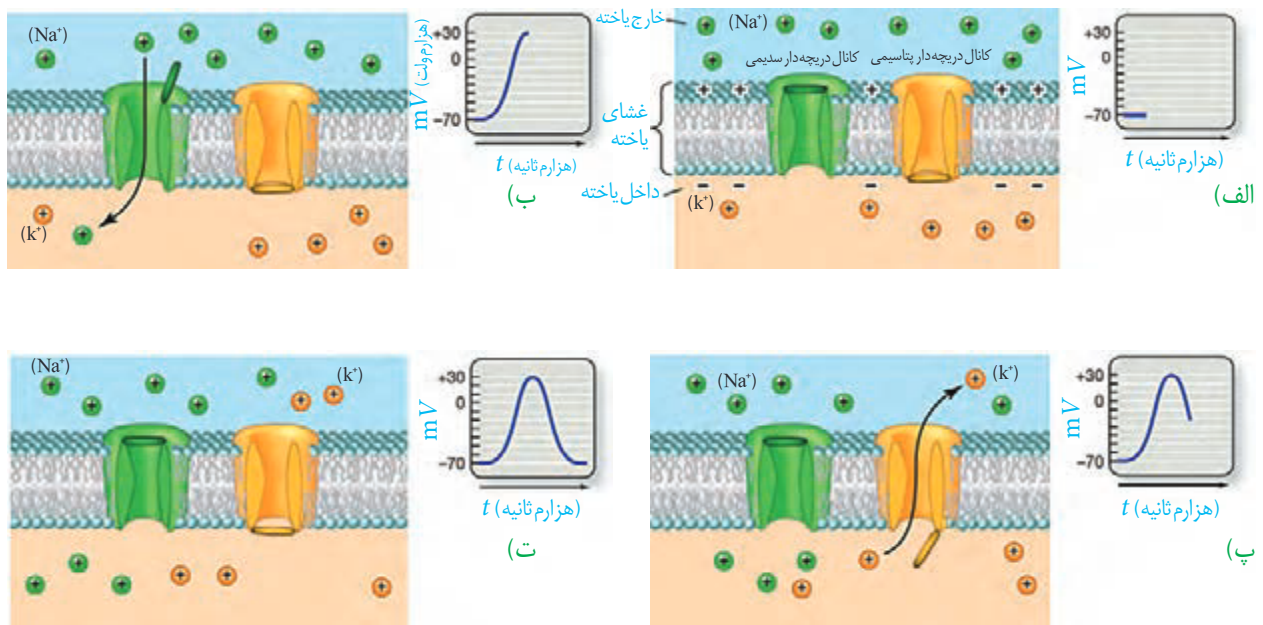 خارج یاخته
(Na⁺)
کانال دریچه‌دار پتاسیمی
کانال دریچه‌دار سدیمی
غشای
یاخته
داخل یاخته
(k⁺)
mV
+30
0
−70
t (هزارم ثانیه)
الف)
(Na⁺)
(k⁺)
mV (هزارم ولت)
+30
0
−70
t (هزارم ثانیه)
ب)
(Na⁺)
(k⁺)
mV
+30
0
−70
t (هزارم ثانیه)
پ)
(Na⁺)
(k⁺)
mV
+30
0
−70
t (هزارم ثانیه)
ت)